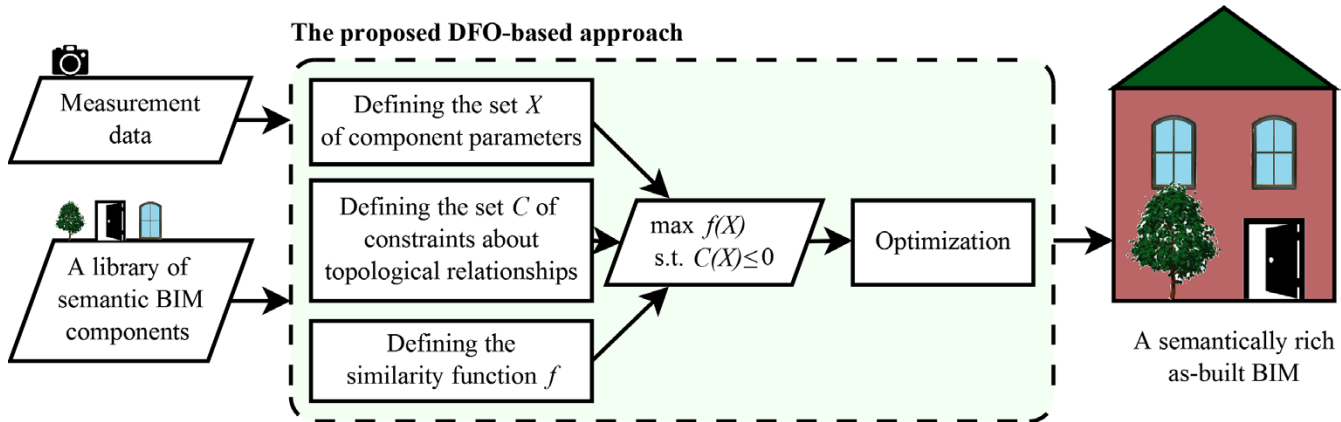 The proposed DFO-based approach
Measurement
data
A library of
semantic BIM
components
Defining the set X
of component parameters
Defining the set C of
constraints about
topological relationships
Defining the
similarity function f
max f(X)
s.t. C(X)≤0
Optimization
A semantically rich
as-built BIM